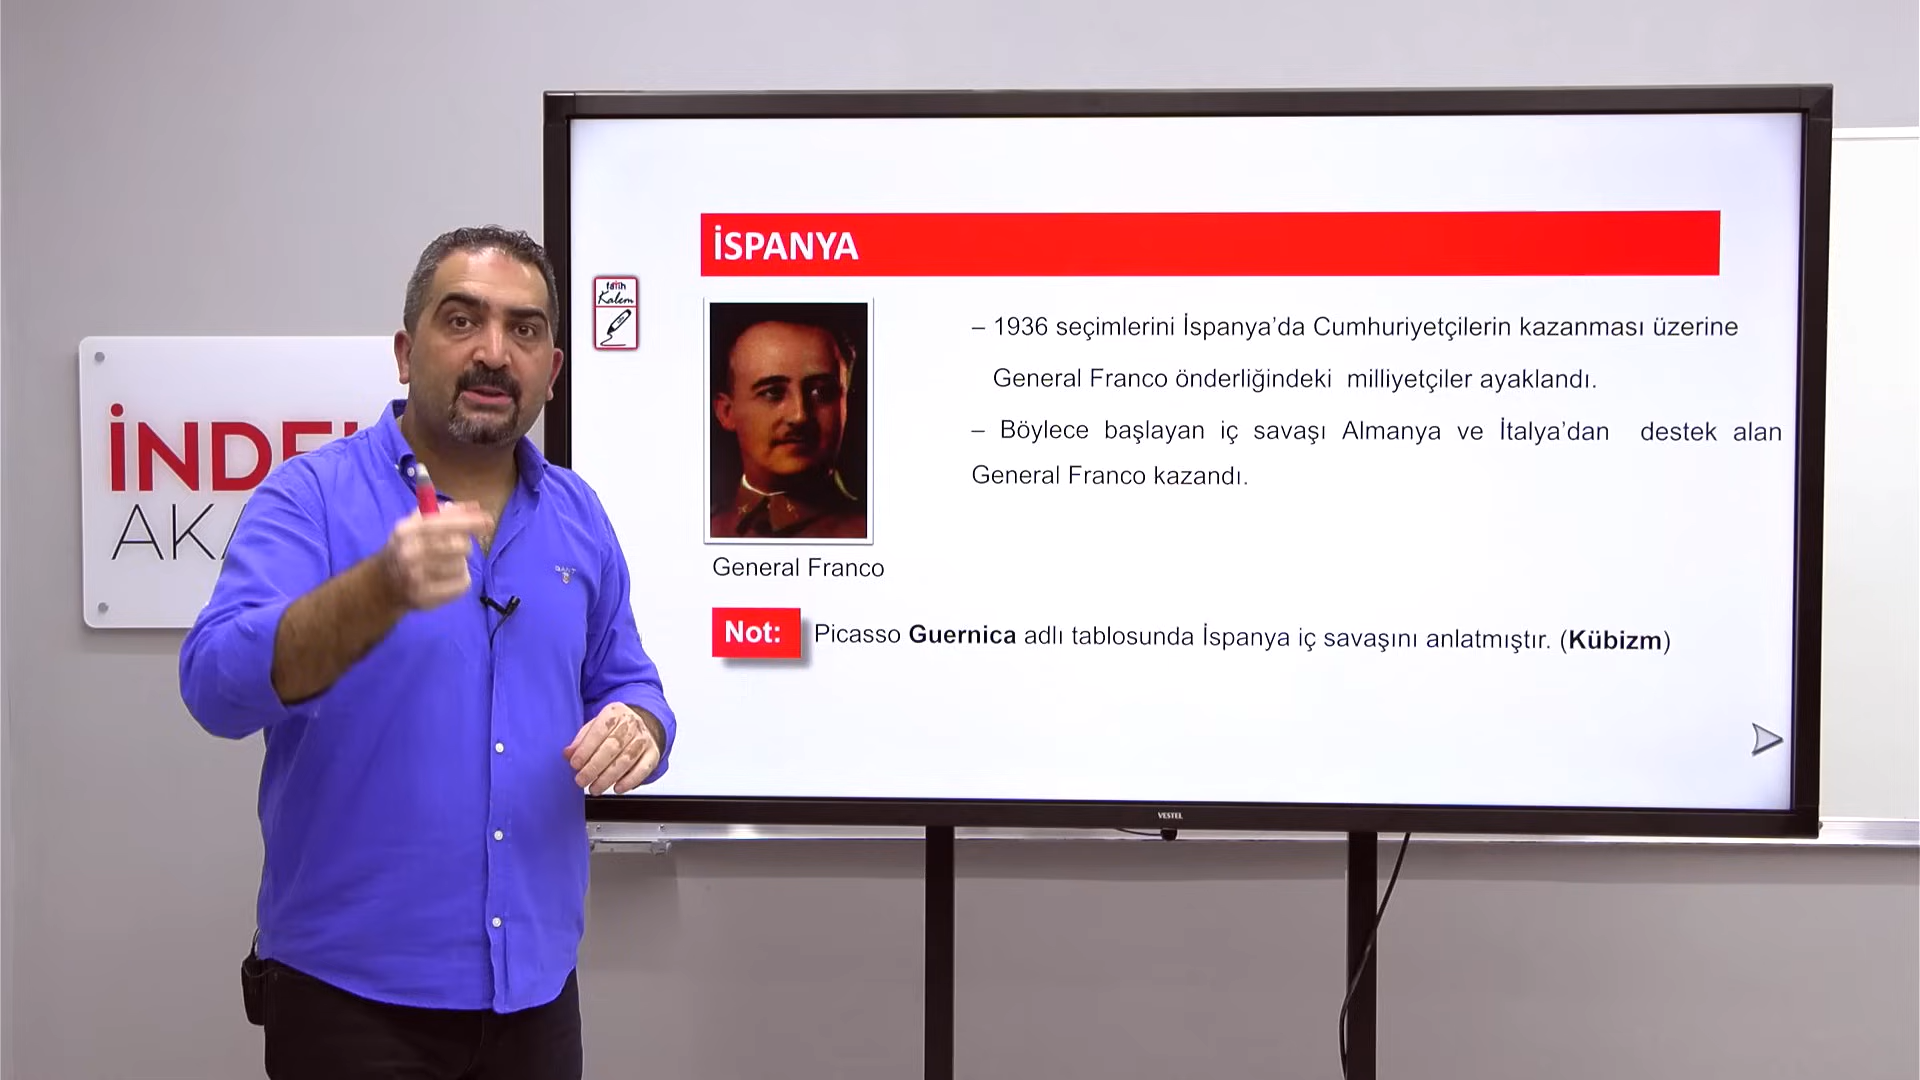 İSPANYA
fatih
Kalem
– 1936 seçimlerini İspanya’da Cumhuriyetçilerin kazanması üzerine
General Franco önderliğindeki milliyetçiler ayaklandı.
– Böylece başlayan iç savaşı Almanya ve İtalya’dan destek alan
General Franco kazandı.
General Franco
Not: Picasso Guernica adlı tablosunda İspanya iç savaşını anlatmıştır. (Kübizm)
VESTEL
GANT